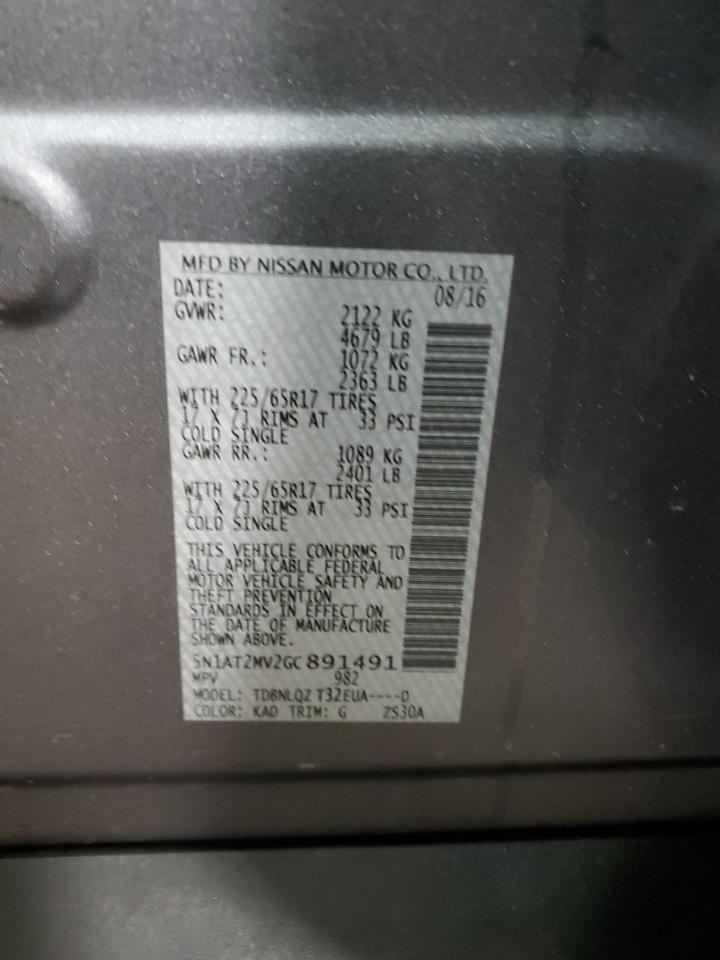 MFD BY NISSAN MOTOR CO., LTD.
DATE: 08/16
GVWR: 2122 KG
4679 LB
GAWR FR.: 1072 KG
2363 LB
WITH 225/65R17 TIRES
17 X 7J RIMS AT 33 PSI
COLD SINGLE
GAWR RR.: 1089 KG
2401 LB
WITH 225/65R17 TIRES
17 X 7J RIMS AT 33 PSI
COLD SINGLE
THIS VEHICLE CONFORMS TO
ALL APPLICABLE FEDERAL
MOTOR VEHICLE SAFETY AND
THEFT PREVENTION
STANDARDS IN EFFECT ON
THE DATE OF MANUFACTURE
SHOWN ABOVE.
5N1AT2MV2GC891491
MPV 982
MODEL: TDBNLQZ T32EUA----D
COLOR: KAD TRIM: G ZS30A